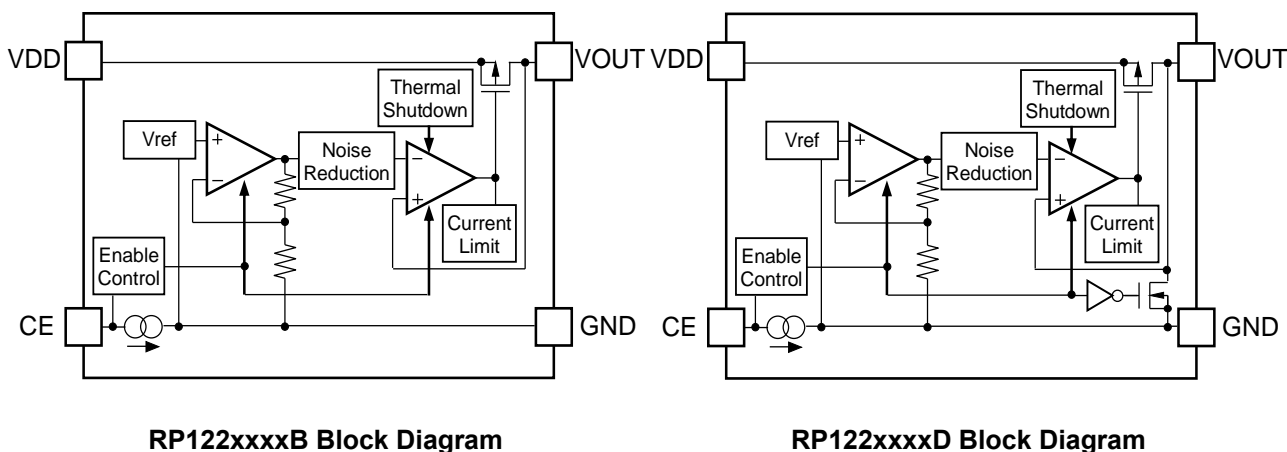 VDD
VOUT
Thermal
Shutdown
Vref
+
−
Noise
Reduction
−
+
Current
Limit
Enable
Control
CE
GND
RP122xxxxB Block Diagram
VDD
VOUT
Thermal
Shutdown
Vref
+
−
Noise
Reduction
−
+
Current
Limit
Enable
Control
CE
GND
RP122xxxxD Block Diagram